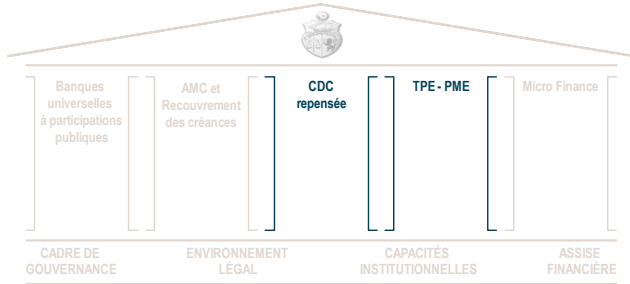 Banques
universelles
à participations
publiques
AMC et
Recouvrement
des créances
CDC
repensée
TPE - PME
Micro Finance
CADRE DE
GOUVERNANCE
ENVIRONNEMENT
LÉGAL
CAPACITÉS
INSTITUTIONNELLES
ASSISE
FINANCIÈRE